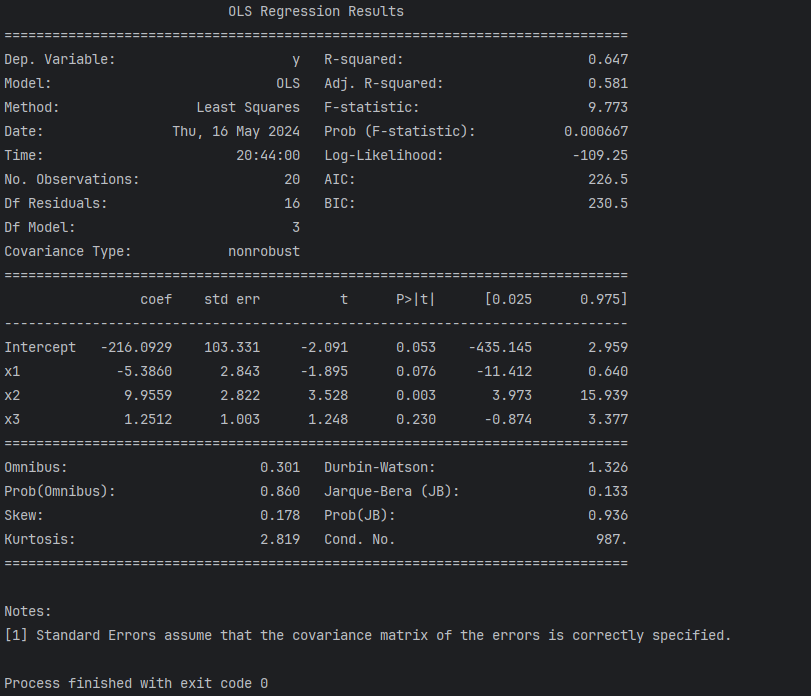 OLS Regression Results
==============================================================================
Dep. Variable:                      y   R-squared:                       0.647
Model:                            OLS   Adj. R-squared:                  0.581
Method:                 Least Squares   F-statistic:                     9.773
Date:                Thu, 16 May 2024   Prob (F-statistic):           0.000667
Time:                        20:44:00   Log-Likelihood:                -109.25
No. Observations:                  20   AIC:                             226.5
Df Residuals:                      16   BIC:                             230.5
Df Model:                           3
Covariance Type:            nonrobust
==============================================================================
                 coef    std err          t      P>|t|      [0.025      0.975]
------------------------------------------------------------------------------
Intercept   -216.0929    103.331     -2.091      0.053    -435.145       2.959
x1            -5.3860      2.843     -1.895      0.076     -11.412       0.640
x2             9.9559      2.822      3.528      0.003       3.973      15.939
x3             1.2512      1.003      1.248      0.230      -0.874       3.377
==============================================================================
Omnibus:                        0.301   Durbin-Watson:                   1.326
Prob(Omnibus):                  0.860   Jarque-Bera (JB):                0.133
Skew:                           0.178   Prob(JB):                        0.936
Kurtosis:                       2.819   Cond. No.                         987.
==============================================================================

Notes:
[1] Standard Errors assume that the covariance matrix of the errors is correctly specified.

Process finished with exit code 0